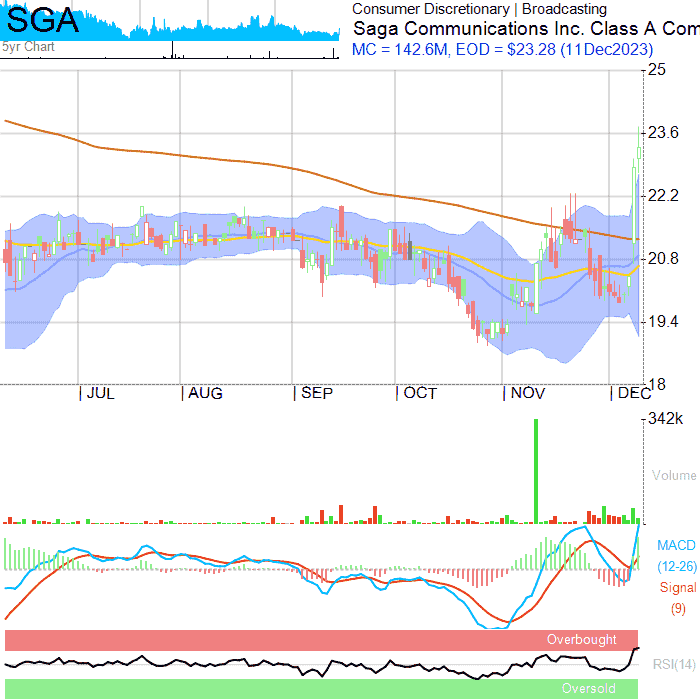 SGA
5yr Chart
Consumer Discretionary | Broadcasting
Saga Communications Inc. Class A Com
MC = 142.6M, EOD = $23.28 (11Dec2023)
25
23.6
22.2
20.8
19.4
18
JUL AUG SEP OCT NOV DEC
342k
Volume
MACD
(12-26)
Signal
(9)
Overbought
RSI(14)
Oversold